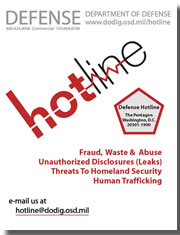 DEFENSE
DEPARTMENT OF DEFENSE
800.424.9098 Commercial: 703.604.8799
www.dodig.osd.mil/hotline
hotline
Defense Hotline
The Pentagon
Washington, D.C.
20301-1900
Fraud, Waste & Abuse
Unauthorized Disclosures (Leaks)
Threats To Homeland Security
Human Trafficking
e-mail us at
hotline@dodig.osd.mil